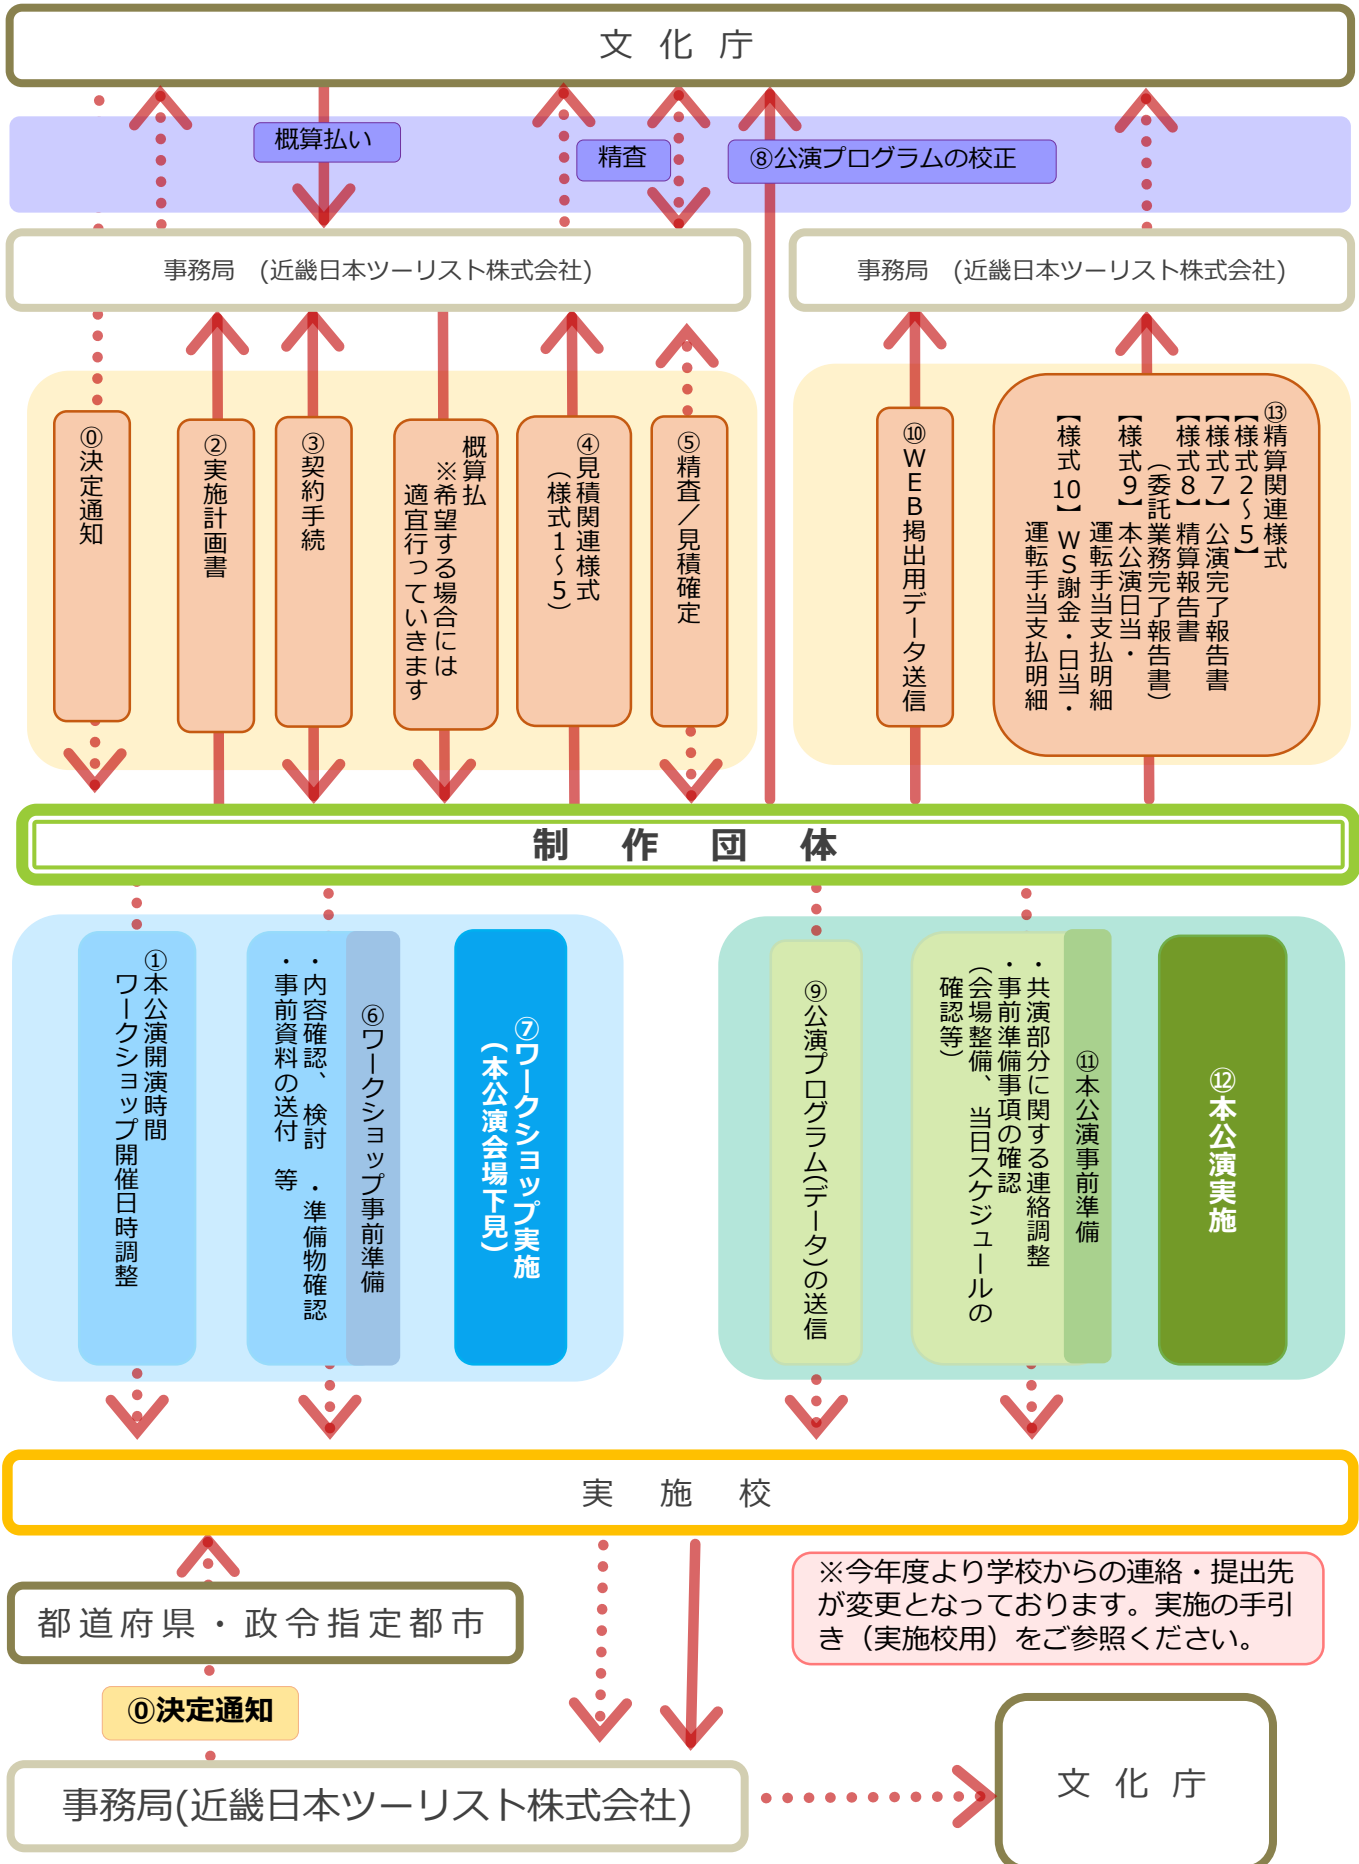 文化庁
概算払い
精査
⑧公演プログラムの校正
事務局　(近畿日本ツーリスト株式会社)
事務局　(近畿日本ツーリスト株式会社)
⓪決定通知
②実施計画書
③契約手続
概算払
※希望する場合には
適宜行っていきます
④見積関連様式
（様式１～５）
⑤精査／見積確定
⑩ＷＥＢ掲出用データ送信
⑬精算関連様式
【様式２～５】
【様式７】公演完了報告書
【様式８】精算報告書
（委託業務完了報告書）
【様式９】本公演日当・
運転手当支払明細
【様式10】ＷＳ謝金・日当・
運転手当支払明細
制作団体
①本公演開演時間
ワークショップ開催日時調整
⑥ワークショップ事前準備
・内容確認、検討　・準備物確認
・事前資料の送付　等
⑦ワークショップ実施
（本公演会場下見）
⑨公演プログラム(データ)の送信
⑪本公演事前準備
・共演部分に関する連絡調整
・事前準備事項の確認
（会場整備、当日スケジュールの
確認等）
⑫本公演実施
実施校
都道府県・政令指定都市
※今年度より学校からの連絡・提出先
が変更となっております。実施の手引
き（実施校用）をご参照ください。
⓪決定通知
事務局(近畿日本ツーリスト株式会社)
文化庁